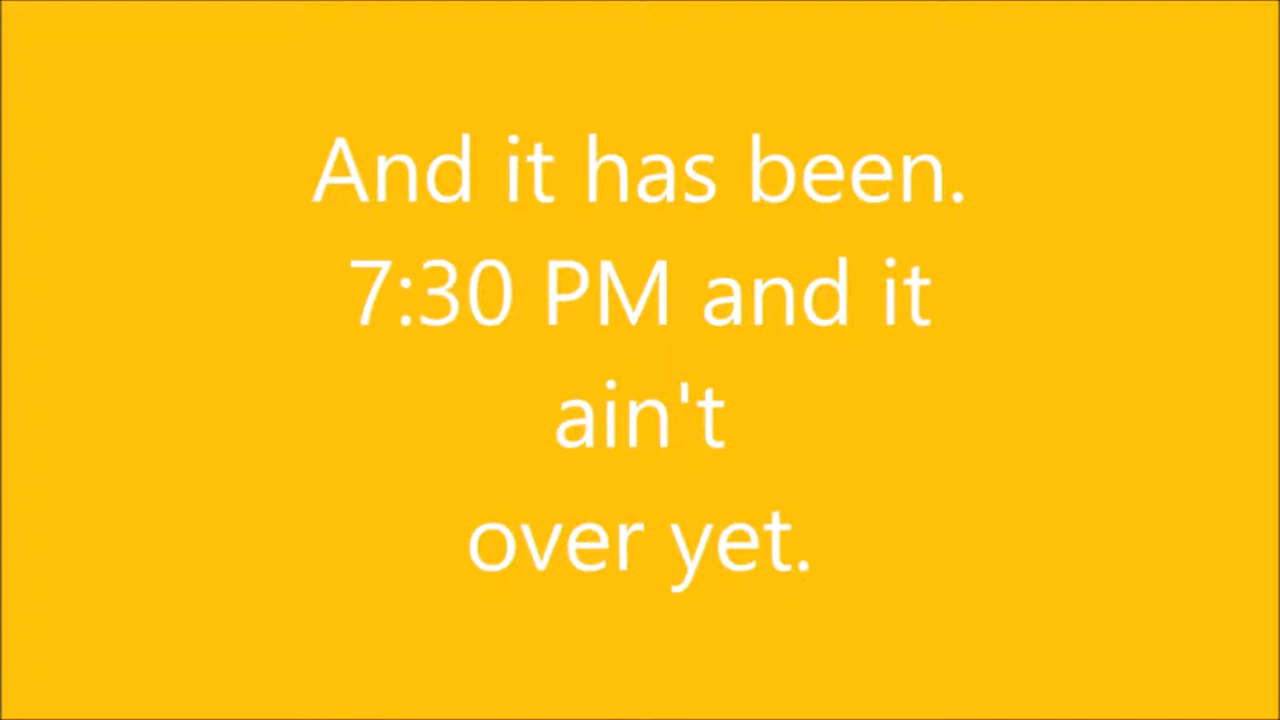 And it has been.
7:30 PM and it
ain't
over yet.